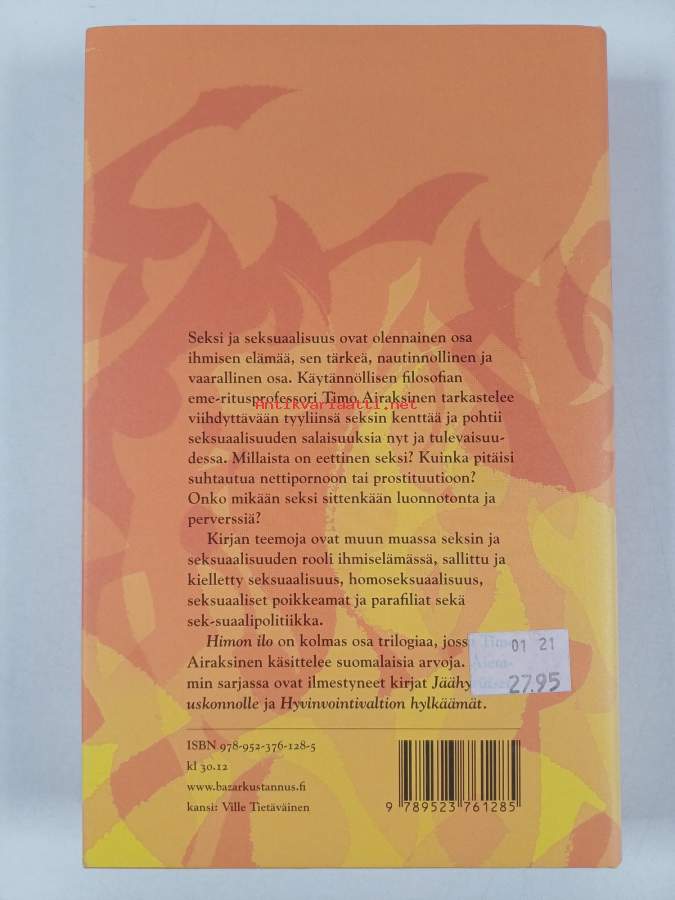 Seksi ja seksuaalisuus ovat olennainen osa
ihmisen elämää, sen tärkeä, nautinnollinen ja
vaarallinen osa. Käytännöllisen filosofian
eme-ritusprofessori Timo Airaksinen tarkastelee
Antikvariaatti.net
viihdyttävään tyyliinsä seksin kenttää ja pohtii
seksuaalisuuden salaisuuksia nyt ja tulevaisuu-
dessa. Millaista on eettinen seksi? Kuinka pitäisi
suhtautua nettipornoon tai prostituutioon?
Onko mikään seksi sittenkään luonnotonta ja
perverssiä?
Kirjan teemoja ovat muun muassa seksin ja
seksuaalisuuden rooli ihmiselämässä, sallittu ja
kielletty seksuaalisuus, homoseksuaalisuus,
seksuaaliset poikkeamat ja parafiliat sekä
sek-suaalipolitiikka.
Himon ilo on kolmas osa trilogiaa, jossa Timo
Airaksinen käsittelee suomalaisia arvoja. Aiem-
min sarjassa ovat ilmestyneet kirjat
uskonnolle ja Hyvinvointivaltion hylkäämät.
01 21
27.95
ISBN 978-952-376-128-5
kl 30.12
www.bazarkustannus.fi
kansi: Ville Tietäväinen
9 789523 761285